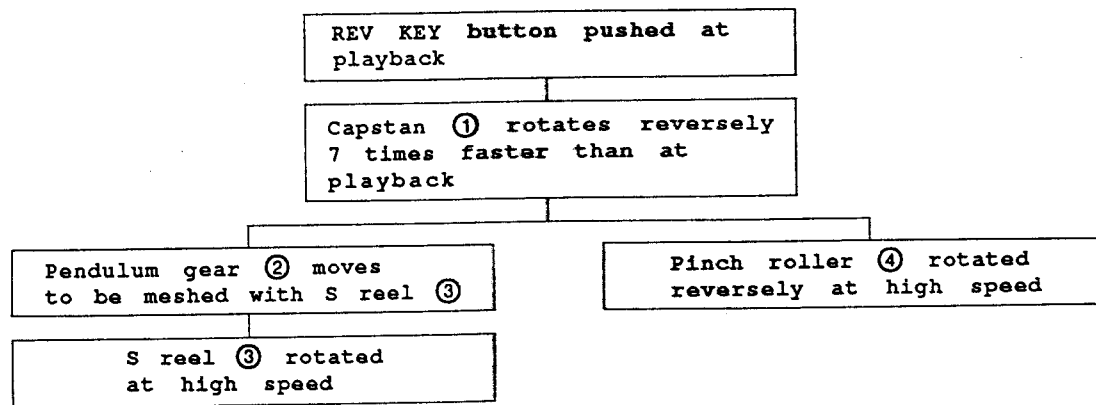 REV KEY button pushed at
playback
Capstan ① rotates reversely
7 times faster than at
playback
Pendulum gear ② moves
to be meshed with S reel ③
Pinch roller ④ rotated
reversely at high speed
S reel ③ rotated
at high speed